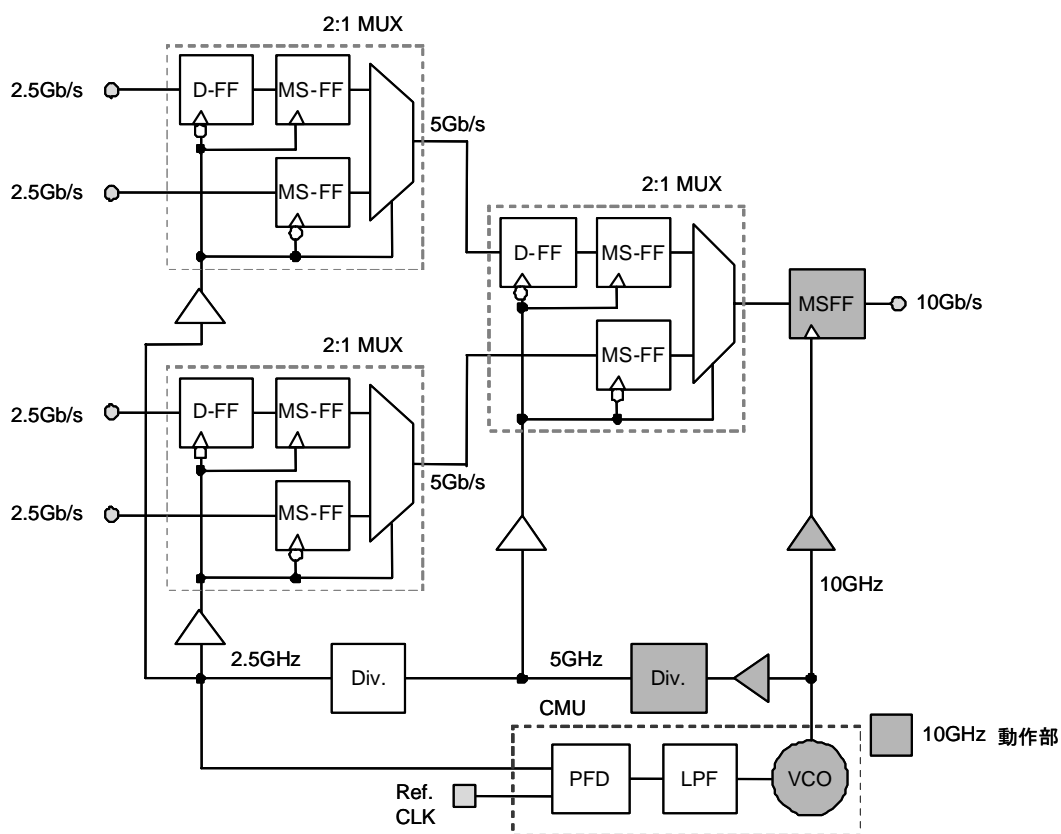 2:1 MUX
2.5Gb/s
D-FF
MS-FF
5Gb/s
2.5Gb/s
MS-FF
2:1 MUX
D-FF
MS-FF
MSFF
10Gb/s
MS-FF
2:1 MUX
2.5Gb/s
D-FF
MS-FF
5Gb/s
2.5Gb/s
MS-FF
10GHz
2.5GHz
Div.
5GHz
Div.
CMU
10GHz 動作部
PFD
LPF
VCO
Ref.
CLK